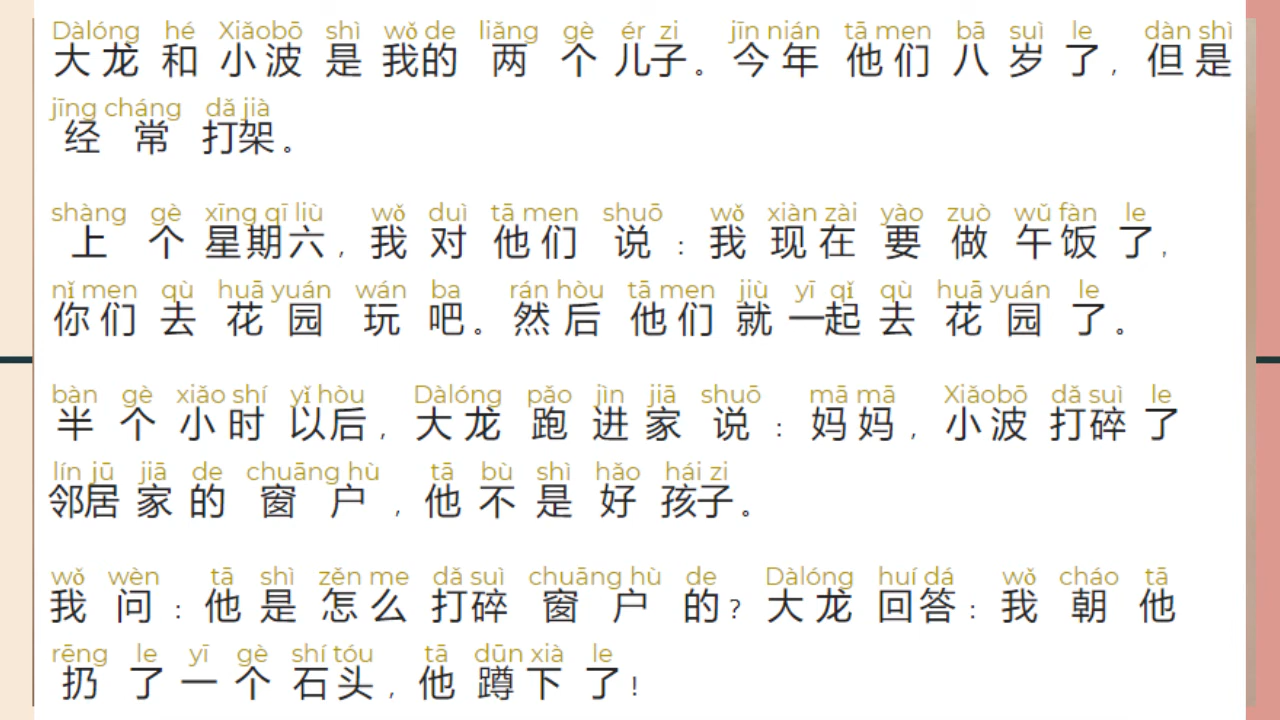 Dàlóng hé Xiǎobō shì wǒ de liǎng gè ér zi jīn nián tā men bā suì le dàn shì
大龙和小波是我的两个儿子。今年他们八岁了，但是
jīng cháng dǎ jià
经常打架。
shàng gè xīng qī liù wǒ duì tā men shuō wǒ xiàn zài yào zuò wǔ fàn le
上个星期六，我对他们说：我现在要做午饭了，
nǐ men qù huā yuán wán ba rán hòu tā men jiù yī qǐ qù huā yuán le
你们去花园玩吧。然后他们就一起去花园了。
bàn gè xiǎo shí yǐ hòu Dàlóng pǎo jìn jiā shuō mā mā Xiǎobō dǎ suì le
半个小时以后，大龙跑进家说：妈妈，小波打碎了
lín jū jiā de chuāng hù tā bù shì hǎo hái zi
邻居家的窗户，他不是好孩子。
wǒ wèn tā shì zěn me dǎ suì chuāng hù de Dàlóng huí dá wǒ cháo tā
我问：他是怎么打碎窗户的？大龙回答：我朝他
rēng le yī gè shí tóu tā dūn xià le
扔了一个石头，他蹲下了！